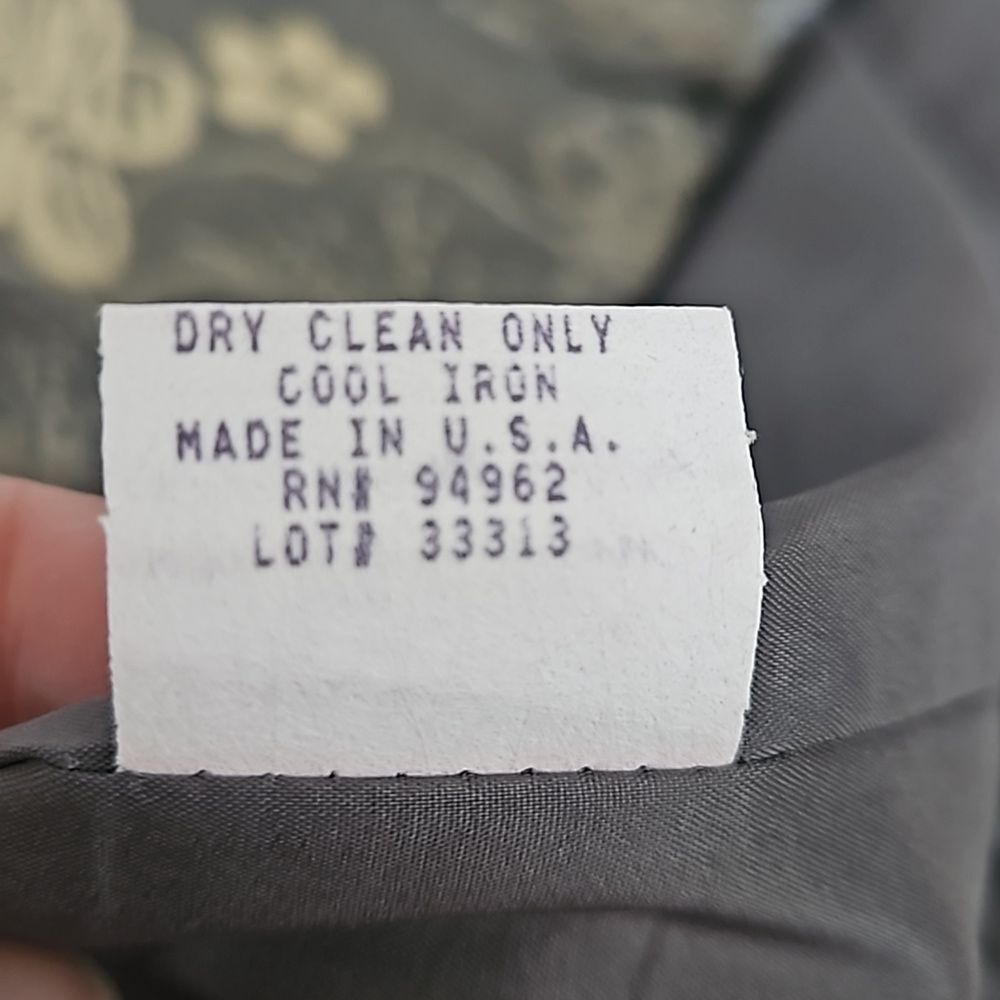 DRY CLEAN ONLY
COOL IRON
MADE IN U.S.A.
RN# 94962
LOT# 33313